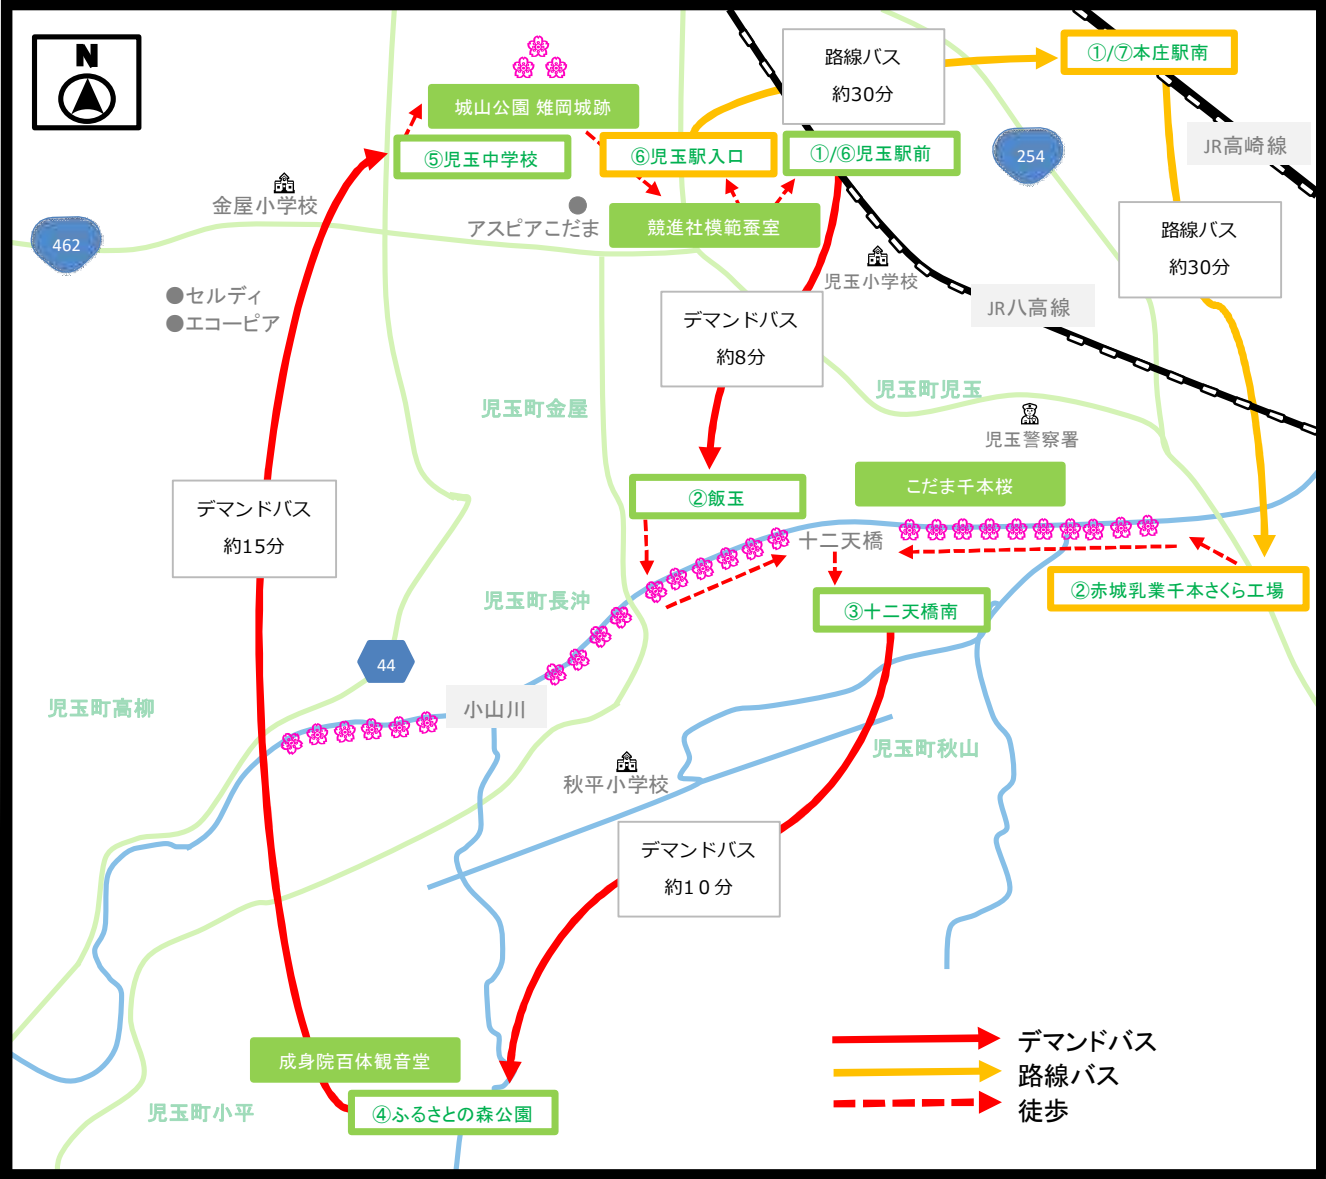 N
路線バス
約30分
①/⑦本庄駅南
城山公園 雉岡城跡
⑤児玉中学校
⑥児玉駅入口
①/⑥児玉駅前
254
JR高崎線
金屋小学校
アスピアこだま
競進社模範蚕室
462
路線バス
約30分
児玉小学校
セルディ
エコーピア
JR八高線
デマンドバス
約8分
児玉町金屋
児玉町児玉
児玉警察署
②飯玉
こだま千本桜
デマンドバス
約15分
十二天橋
②赤城乳業千本さくら工場
児玉町長沖
③十二天橋南
44
児玉町高柳
小山川
児玉町秋山
秋平小学校
デマンドバス
約10分
成身院百体観音堂
④ふるさとの森公園
児玉町小平
デマンドバス
路線バス
徒歩